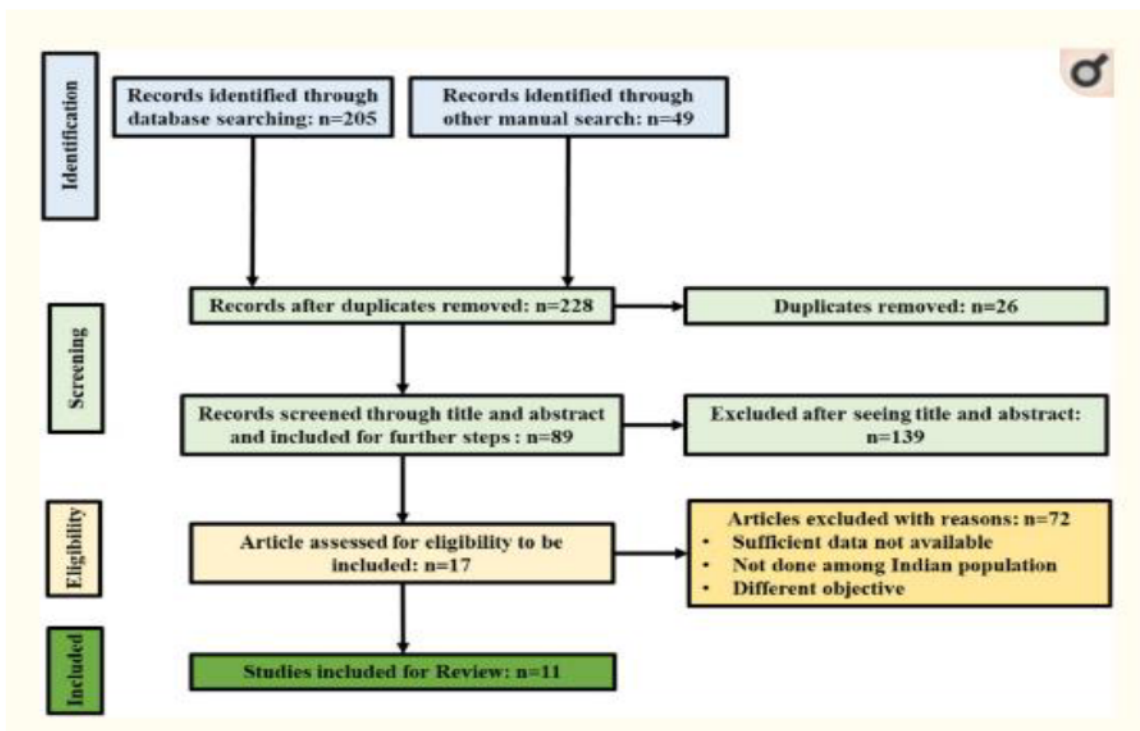 Identification
Records identified through
database searching: n=205
Records identified through
other manual search: n=49
Screening
Records after duplicates removed: n=228
Duplicates removed: n=26
Records screened through title and abstract
and included for further steps : n=89
Excluded after seeing title and abstract:
n=139
Eligibility
Article assessed for eligibility to be
included: n=17
Articles excluded with reasons: n=72
• Sufficient data not available
• Not done among Indian population
• Different objective
Included
Studies included for Review: n=11